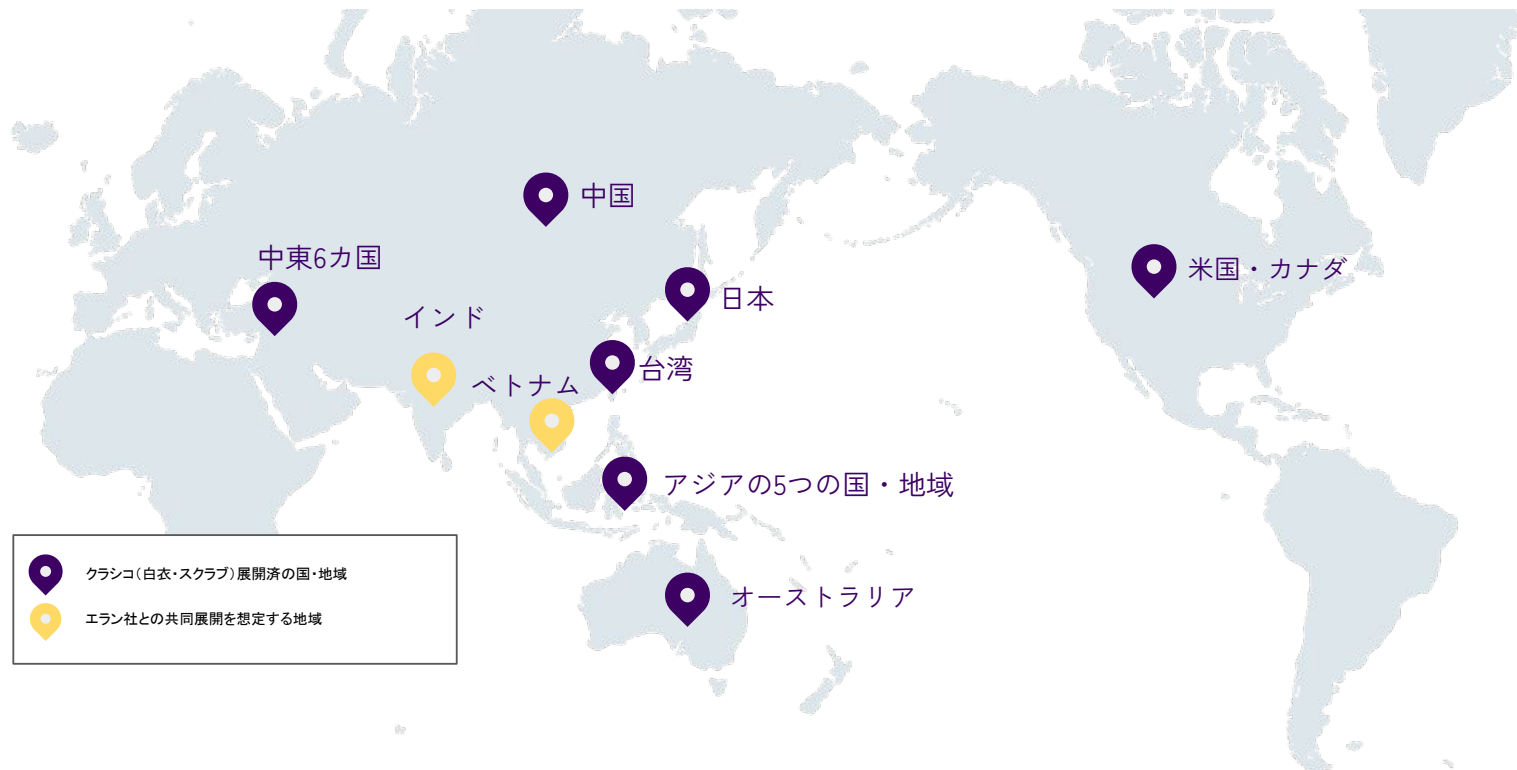 中国
中東6カ国
米国・カナダ
日本
インド
台湾
ベトナム
アジアの5つの国・地域
オーストラリア
クラシコ(白衣・スクラブ)展開済の国・地域
エラン社との共同展開を想定する地域